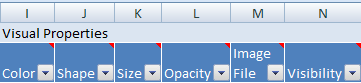 I J K L M N
Visual Properties
Color Shape Size Opacity Image File Visibility